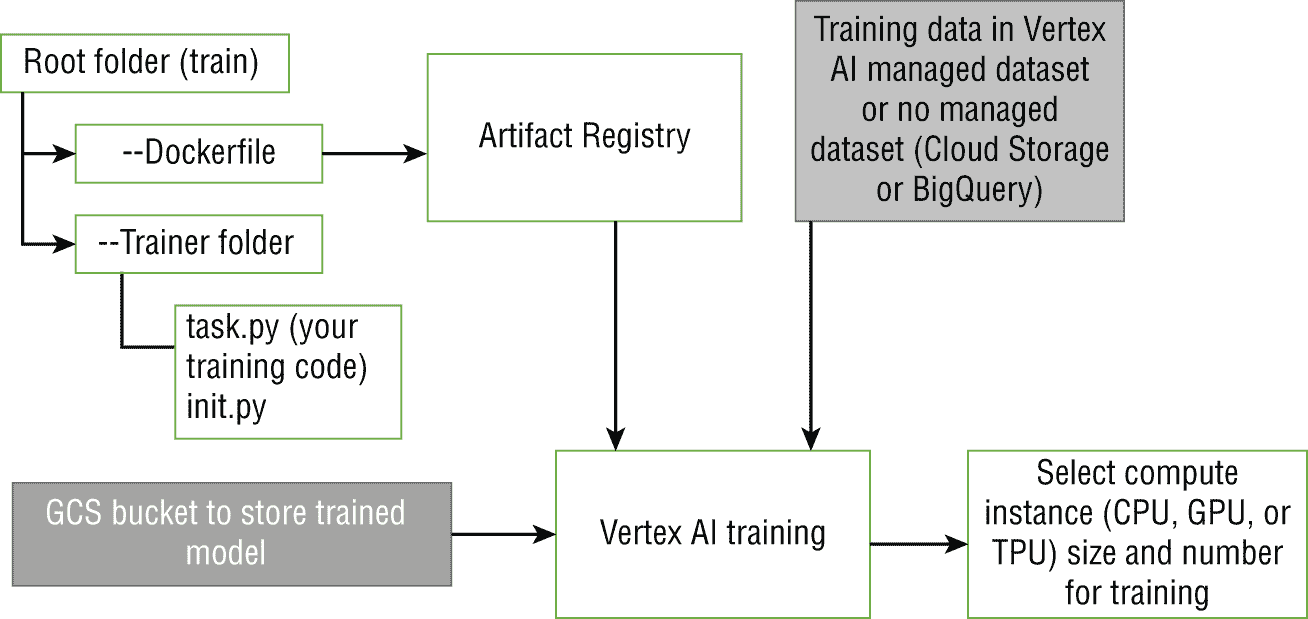 Root folder (train)
--Dockerfile
--Trainer folder
task.py (your
training code)
init.py
Artifact Registry
Training data in Vertex
AI managed dataset
or no managed
dataset (Cloud Storage
or BigQuery)
GCS bucket to store trained
model
Vertex AI training
Select compute
instance (CPU, GPU, or
TPU) size and number
for training